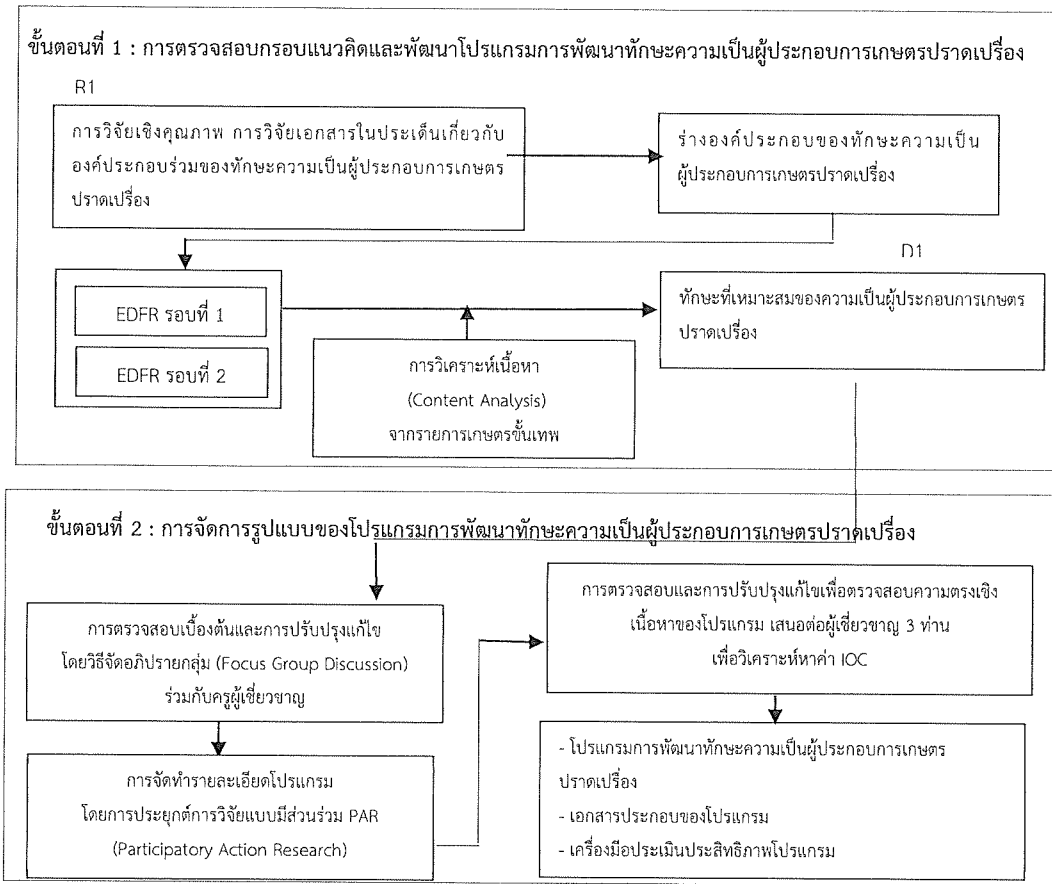 ขั้นตอนที่ 1 : การตรวจสอบกรอบแนวคิดและพัฒนาโปรแกรมการพัฒนาทักษะความเป็นผู้ประกอบการเกษตรปราดเปรื่อง
R1
การวิจัยเชิงคุณภาพ การวิจัยเอกสารในประเด็นเกี่ยวกับ
องค์ประกอบร่วมของทักษะความเป็นผู้ประกอบการเกษตร
ปราดเปรื่อง
ร่างองค์ประกอบของทักษะความเป็น
ผู้ประกอบการเกษตรปราดเปรื่อง
D1
EDFR รอบที่ 1
EDFR รอบที่ 2
การวิเคราะห์เนื้อหา
(Content Analysis)
จากรายการเกษตรขั้นเทพ
ทักษะที่เหมาะสมของความเป็นผู้ประกอบการเกษตร
ปราดเปรื่อง
ขั้นตอนที่ 2 : การจัดการรูปแบบของโปรแกรมการพัฒนาทักษะความเป็นผู้ประกอบการเกษตรปราดเปรื่อง
การตรวจสอบเบื้องต้นและการปรับปรุงแก้ไข
โดยวิธีจัดอภิปรายกลุ่ม (Focus Group Discussion)
ร่วมกับครูผู้เชี่ยวชาญ
การจัดทำรายละเอียดโปรแกรม
โดยการประยุกต์การวิจัยแบบมีส่วนร่วม PAR
(Participatory Action Research)
การตรวจสอบและการปรับปรุงแก้ไขเพื่อตรวจสอบความตรงเชิง
เนื้อหาของโปรแกรม เสนอต่อผู้เชี่ยวชาญ 3 ท่าน
เพื่อวิเคราะห์หาค่า IOC
- โปรแกรมการพัฒนาทักษะความเป็นผู้ประกอบการเกษตร
ปราดเปรื่อง
- เอกสารประกอบของโปรแกรม
- เครื่องมือประเมินประสิทธิภาพโปรแกรม